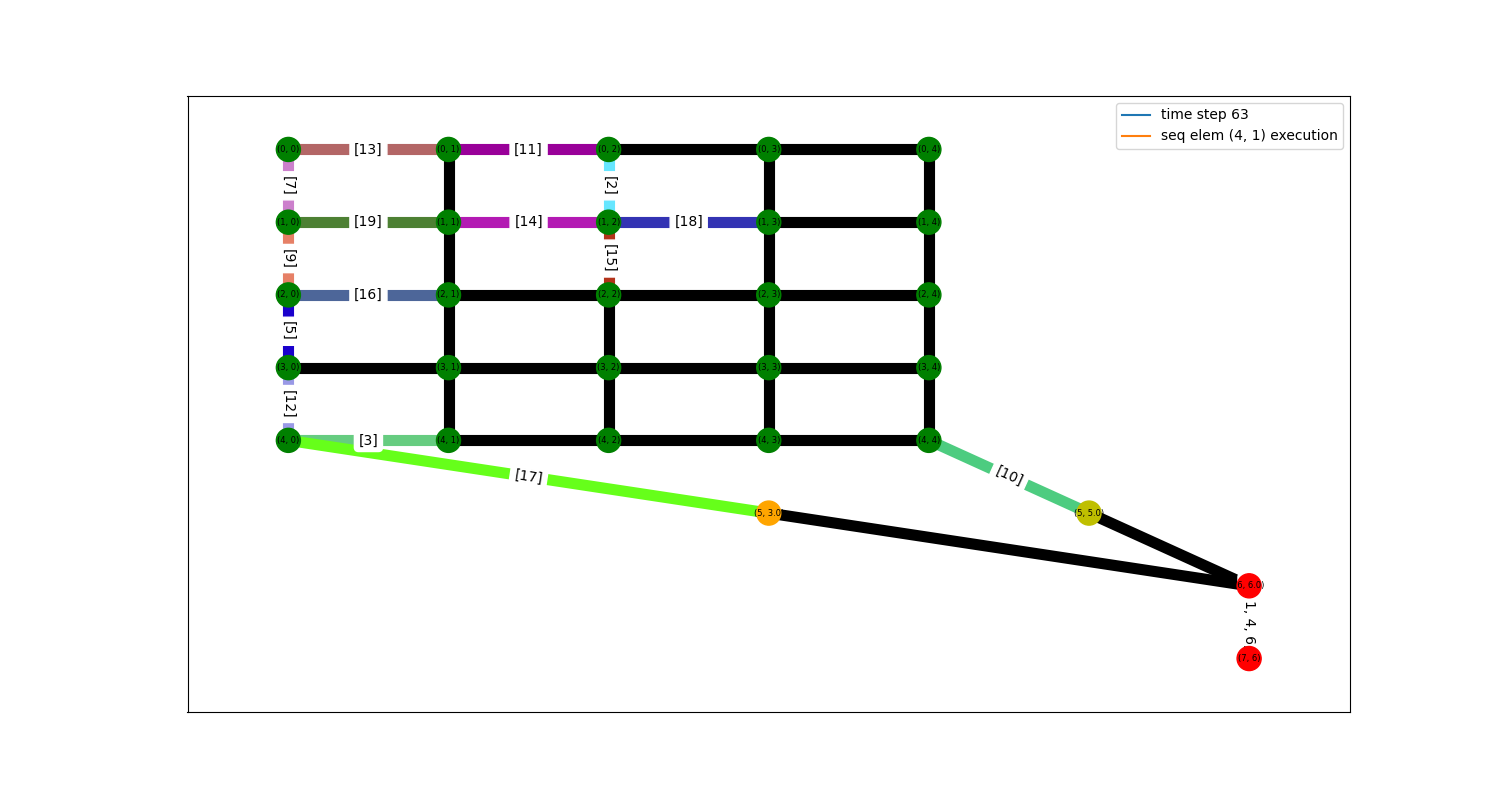 time step 63
seq elem (4, 1) execution
(0, 0) [13] (0, 1) [11] (0, 2) (0, 3) (0, 4)
[7] [2]
(1, 0) [19] (1, 1) [14] (1, 2) [18] (1, 3) (1, 4)
[9] [15]
(2, 0) [16] (2, 1) (2, 2) (2, 3) (2, 4)
[5]
(3, 0) (3, 1) (3, 2) (3, 3) (3, 4)
[12]
(4, 0) [3] (4, 1) (4, 2) (4, 3) (4, 4)
[17] [10]
(5, 3.0) (5, 5.0)
(6, 6.0)
1, 4, 6
(7, 6)